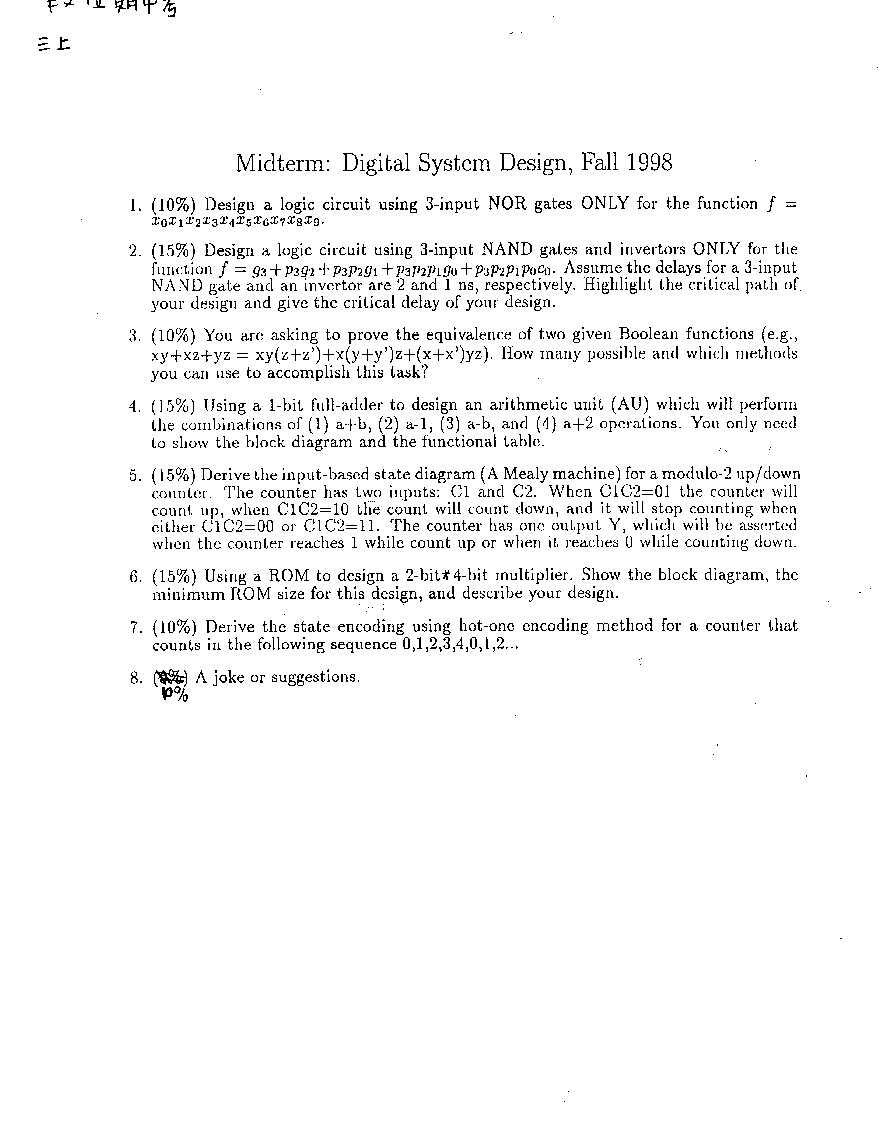 期中考
三上
Midterm: Digital System Design, Fall 1998
1. (10%) Design a logic circuit using 3-input NOR gates ONLY for the function f =
x₀x₁x₂x₃x₄x₅x₆x₇x₈x₉.
2. (15%) Design a logic circuit using 3-input NAND gates and invertors ONLY for the
function f = g₃+p₃g₂+p₃p₂g₁+p₃p₂p₁g₀+p₃p₂p₁p₀c₀. Assume the delays for a 3-input
NAND gate and an invertor are 2 and 1 ns, respectively. Highlight the critical path of
your design and give the critical delay of your design.
3. (10%) You are asking to prove the equivalence of two given Boolean functions (e.g.,
xy+xz+yz = xy(z+z')+x(y+y')z+(x+x')yz). How many possible and which methods
you can use to accomplish this task?
4. (15%) Using a 1-bit full-adder to design an arithmetic unit (AU) which will perform
the combinations of (1) a+b, (2) a-1, (3) a-b, and (4) a+2 operations. You only need
to show the block diagram and the functional table.
5. (15%) Derive the input-based state diagram (A Mealy machine) for a modulo-2 up/down
counter. The counter has two inputs: C1 and C2. When C1C2=01 the counter will
count up, when C1C2=10 the count will count down, and it will stop counting when
either C1C2=00 or C1C2=11. The counter has one output Y, which will be asserted
when the counter reaches 1 while count up or when it reaches 0 while counting down.
6. (15%) Using a ROM to design a 2-bit*4-bit multiplier. Show the block diagram, the
minimum ROM size for this design, and describe your design.
7. (10%) Derive the state encoding using hot-one encoding method for a counter that
counts in the following sequence 0,1,2,3,4,0,1,2...
8. A joke or suggestions.
10%